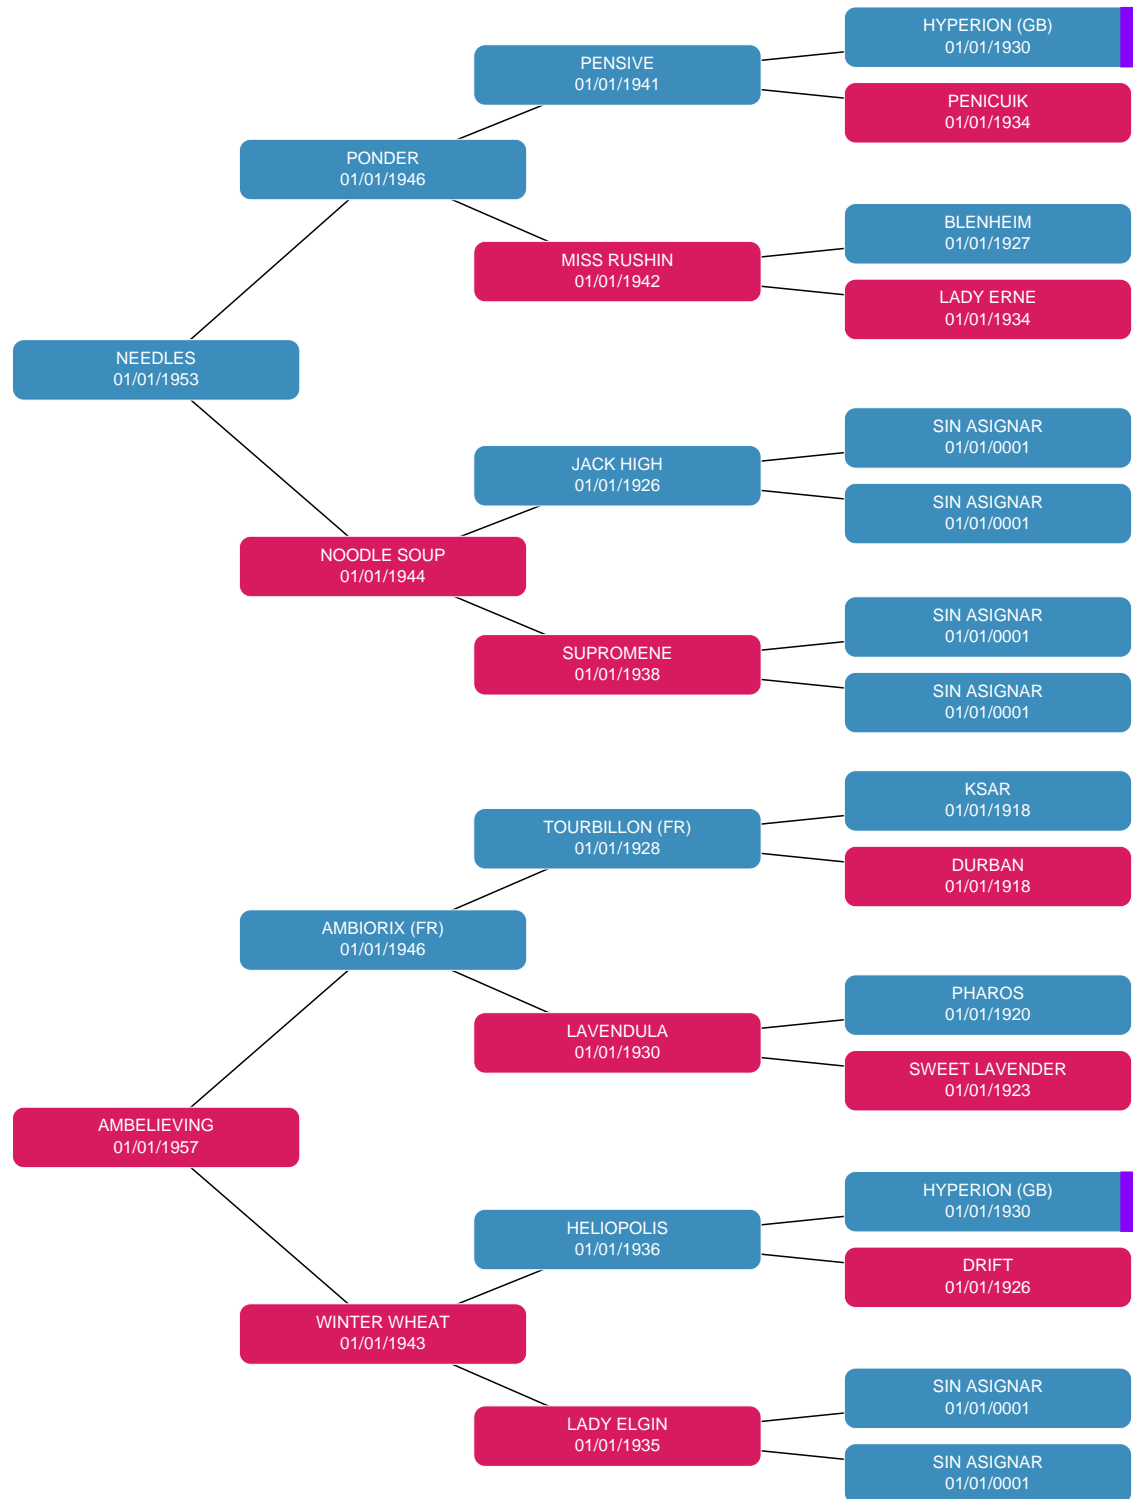 HYPERION (GB)
01/01/1930
PENSIVE
01/01/1941
PENICUIK
01/01/1934
PONDER
01/01/1946
BLENHEIM
01/01/1927
MISS RUSHIN
01/01/1942
LADY ERNE
01/01/1934
NEEDLES
01/01/1953
SIN ASIGNAR
01/01/0001
JACK HIGH
01/01/1926
SIN ASIGNAR
01/01/0001
NOODLE SOUP
01/01/1944
SIN ASIGNAR
01/01/0001
SUPROMENE
01/01/1938
SIN ASIGNAR
01/01/0001
KSAR
01/01/1918
TOURBILLON (FR)
01/01/1928
DURBAN
01/01/1918
AMBIORIX (FR)
01/01/1946
PHAROS
01/01/1920
LAVENDULA
01/01/1930
SWEET LAVENDER
01/01/1923
AMBELIEVING
01/01/1957
HYPERION (GB)
01/01/1930
HELIOPOLIS
01/01/1936
DRIFT
01/01/1926
WINTER WHEAT
01/01/1943
SIN ASIGNAR
01/01/0001
LADY ELGIN
01/01/1935
SIN ASIGNAR
01/01/0001